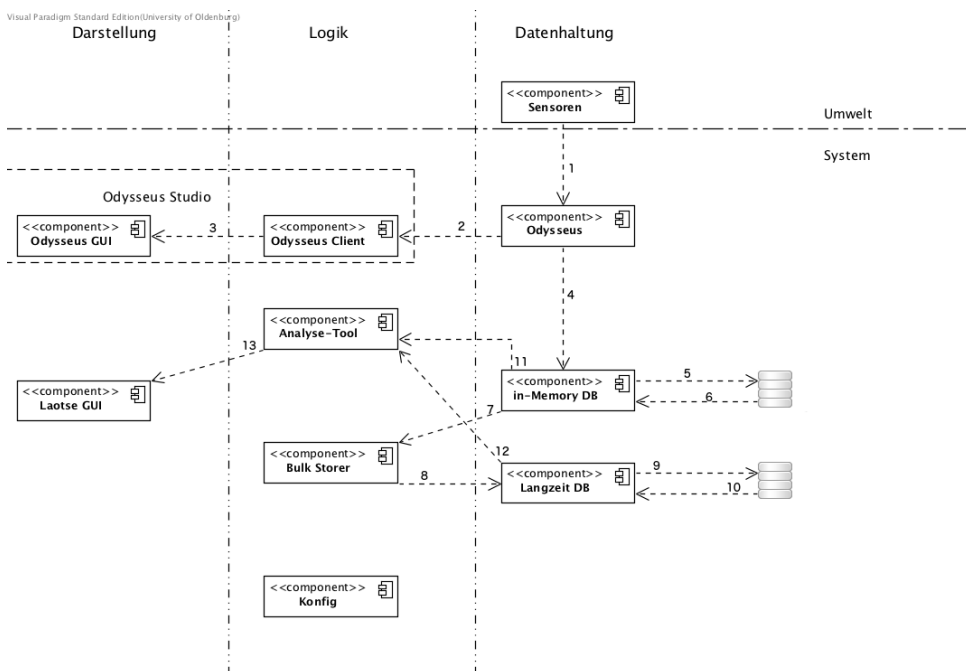 Visual Paradigm Standard Edition(University of Oldenburg)
Darstellung
Logik
Datenhaltung
<<component>>
Sensoren
Umwelt
System
1
Odysseus Studio
<<component>>
Odysseus GUI
3
<<component>>
Odysseus Client
2
<<component>>
Odysseus
4
<<component>>
Analyse-Tool
13
11
<<component>>
Laotse GUI
<<component>>
in-Memory DB
5
6
7
<<component>>
Bulk Storer
8
12
<<component>>
Langzeit DB
9
10
<<component>>
Konfig